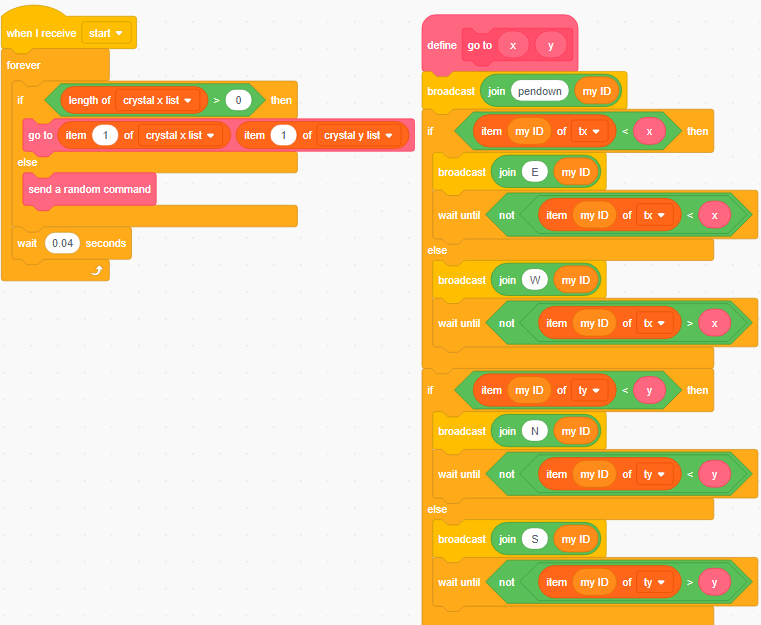 when I receive start
forever
if length of crystal x list > 0 then
go to item 1 of crystal x list item 1 of crystal y list
else
send a random command
wait 0.04 seconds
define go to x y
broadcast join pendown my ID
if item my ID of tx < x then
broadcast join E my ID
wait until not item my ID of tx < x
else
broadcast join W my ID
wait until not item my ID of tx > x
if item my ID of ty < y then
broadcast join N my ID
wait until not item my ID of ty < y
else
broadcast join S my ID
wait until not item my ID of ty > y